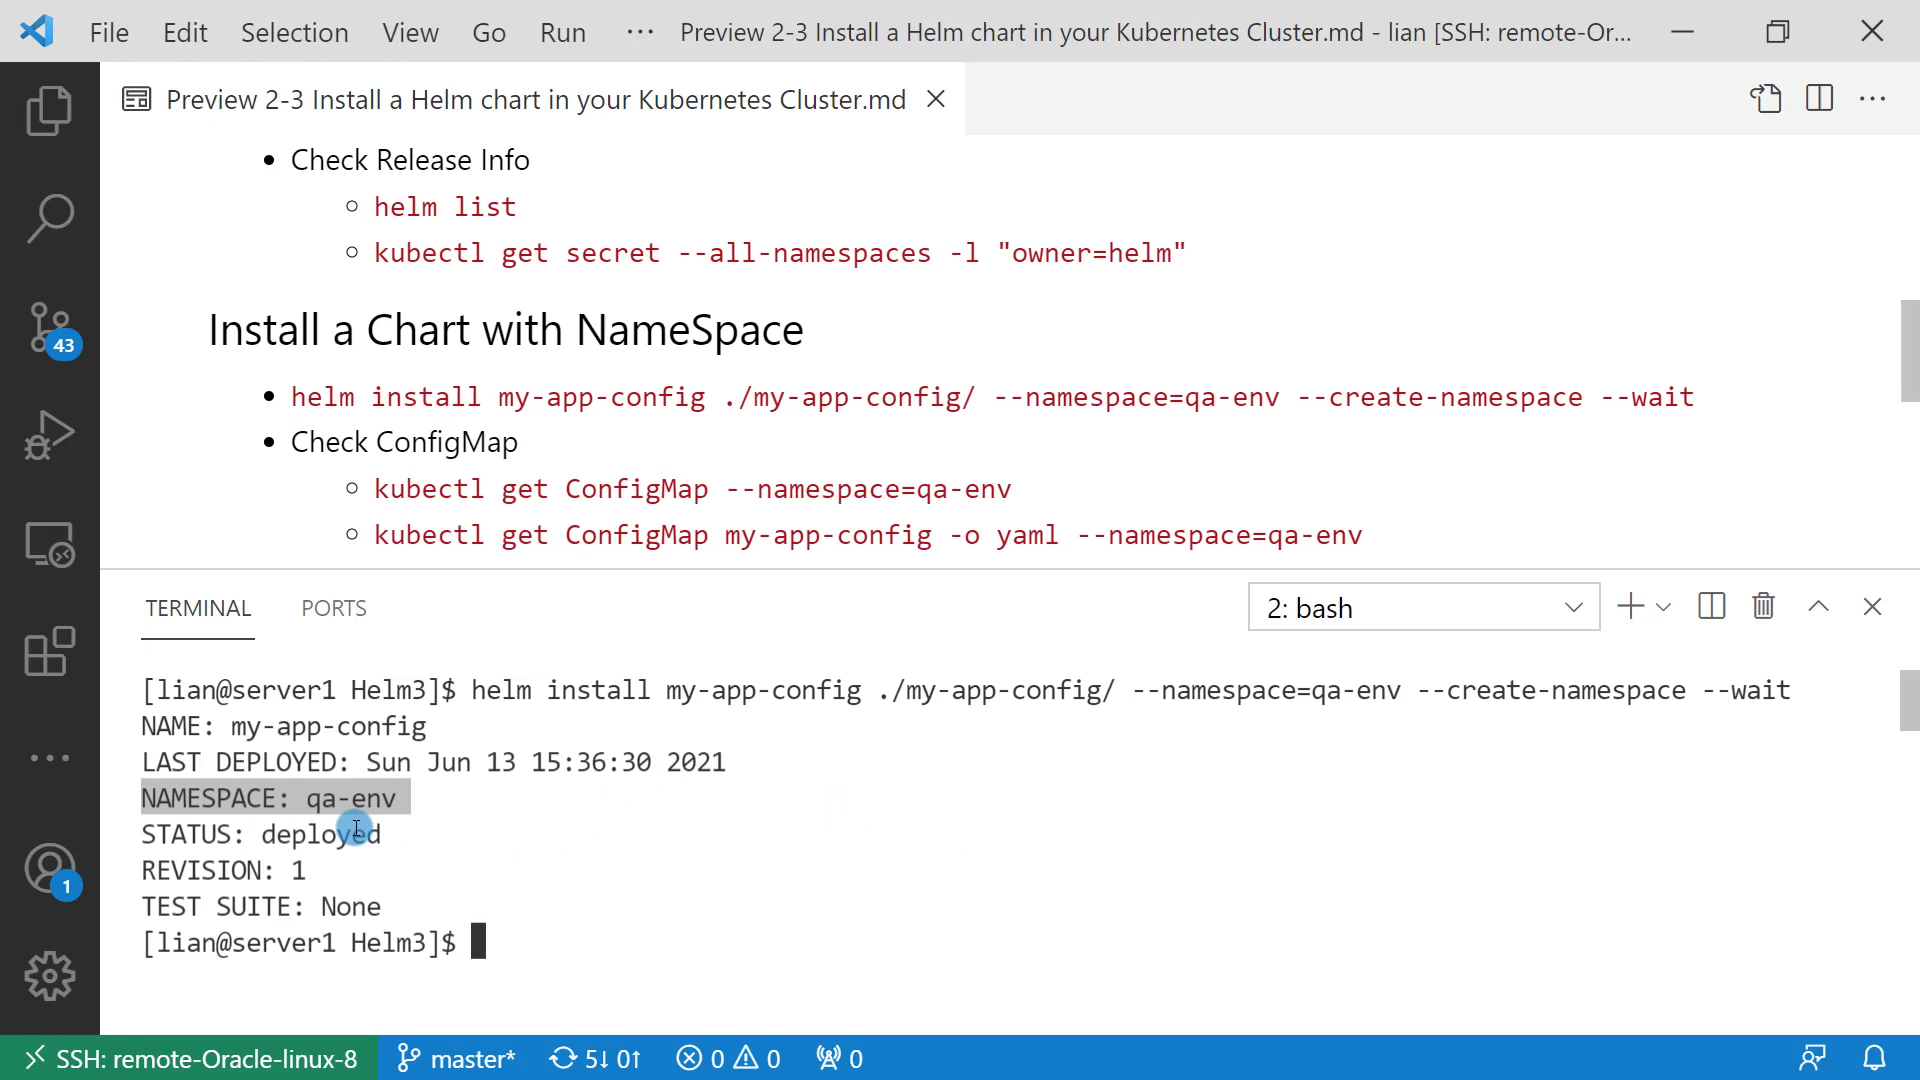 File Edit Selection View Go Run ··· Preview 2-3 Install a Helm chart in your Kubernetes Cluster.md - lian [SSH: remote-Or...
Preview 2-3 Install a Helm chart in your Kubernetes Cluster.md
Check Release Info
helm list
kubectl get secret --all-namespaces -l "owner=helm"
Install a Chart with NameSpace
helm install my-app-config ./my-app-config/ --namespace=qa-env --create-namespace --wait
Check ConfigMap
kubectl get ConfigMap --namespace=qa-env
kubectl get ConfigMap my-app-config -o yaml --namespace=qa-env
43
TERMINAL PORTS 2: bash
[lian@server1 Helm3]$ helm install my-app-config ./my-app-config/ --namespace=qa-env --create-namespace --wait
NAME: my-app-config
LAST DEPLOYED: Sun Jun 13 15:36:30 2021
NAMESPACE: qa-env
STATUS: deployed
REVISION: 1
TEST SUITE: None
[lian@server1 Helm3]$
1
SSH: remote-Oracle-linux-8 master* 5↓ 0↑ 0 0 0